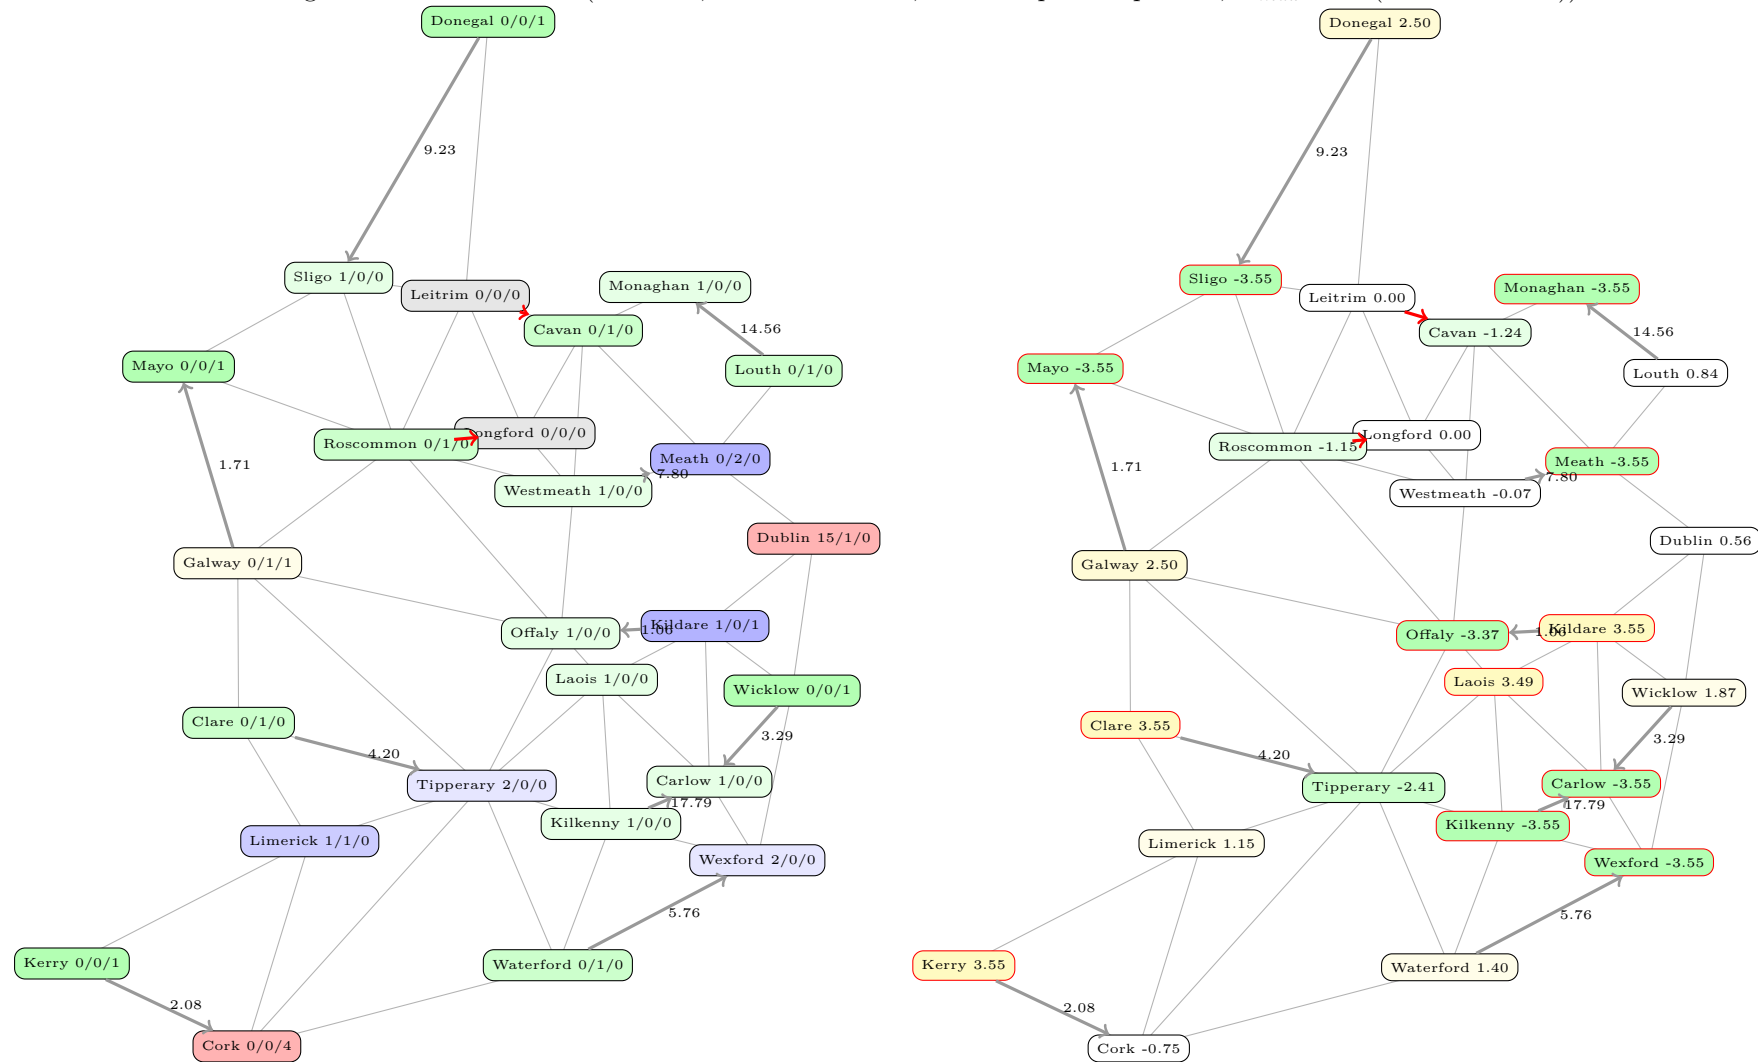 Donegal 0/0/1
9.23
Sligo 1/0/0
Leitrim 0/0/0
Monaghan 1/0/0
Cavan 0/1/0
14.56
Mayo 0/0/1
Louth 0/1/0
Roscommon 0/1/0
Longford 0/0/0
Meath 0/2/0
1.71
7.80
Westmeath 1/0/0
Dublin 15/1/0
Galway 0/1/1
Offaly 1/0/0
1.06
Kildare 1/0/1
Laois 1/0/0
Wicklow 0/0/1
Clare 0/1/0
3.29
4.20
Tipperary 2/0/0
Carlow 1/0/0
17.79
Kilkenny 1/0/0
Limerick 1/1/0
Wexford 2/0/0
5.76
Kerry 0/0/1
Waterford 0/1/0
2.08
Cork 0/0/4
Donegal 2.50
9.23
Sligo -3.55
Leitrim 0.00
Monaghan -3.55
Cavan -1.24
14.56
Mayo -3.55
Louth 0.84
Roscommon -1.15
Longford 0.00
Meath -3.55
1.71
7.80
Westmeath -0.07
Dublin 0.56
Galway 2.50
Offaly -3.37
1.06
Kildare 3.55
Laois 3.49
Wicklow 1.87
Clare 3.55
3.29
4.20
Tipperary -2.41
Carlow -3.55
17.79
Kilkenny -3.55
Limerick 1.15
Wexford -3.55
5.76
Kerry 3.55
Waterford 1.40
2.08
Cork -0.75